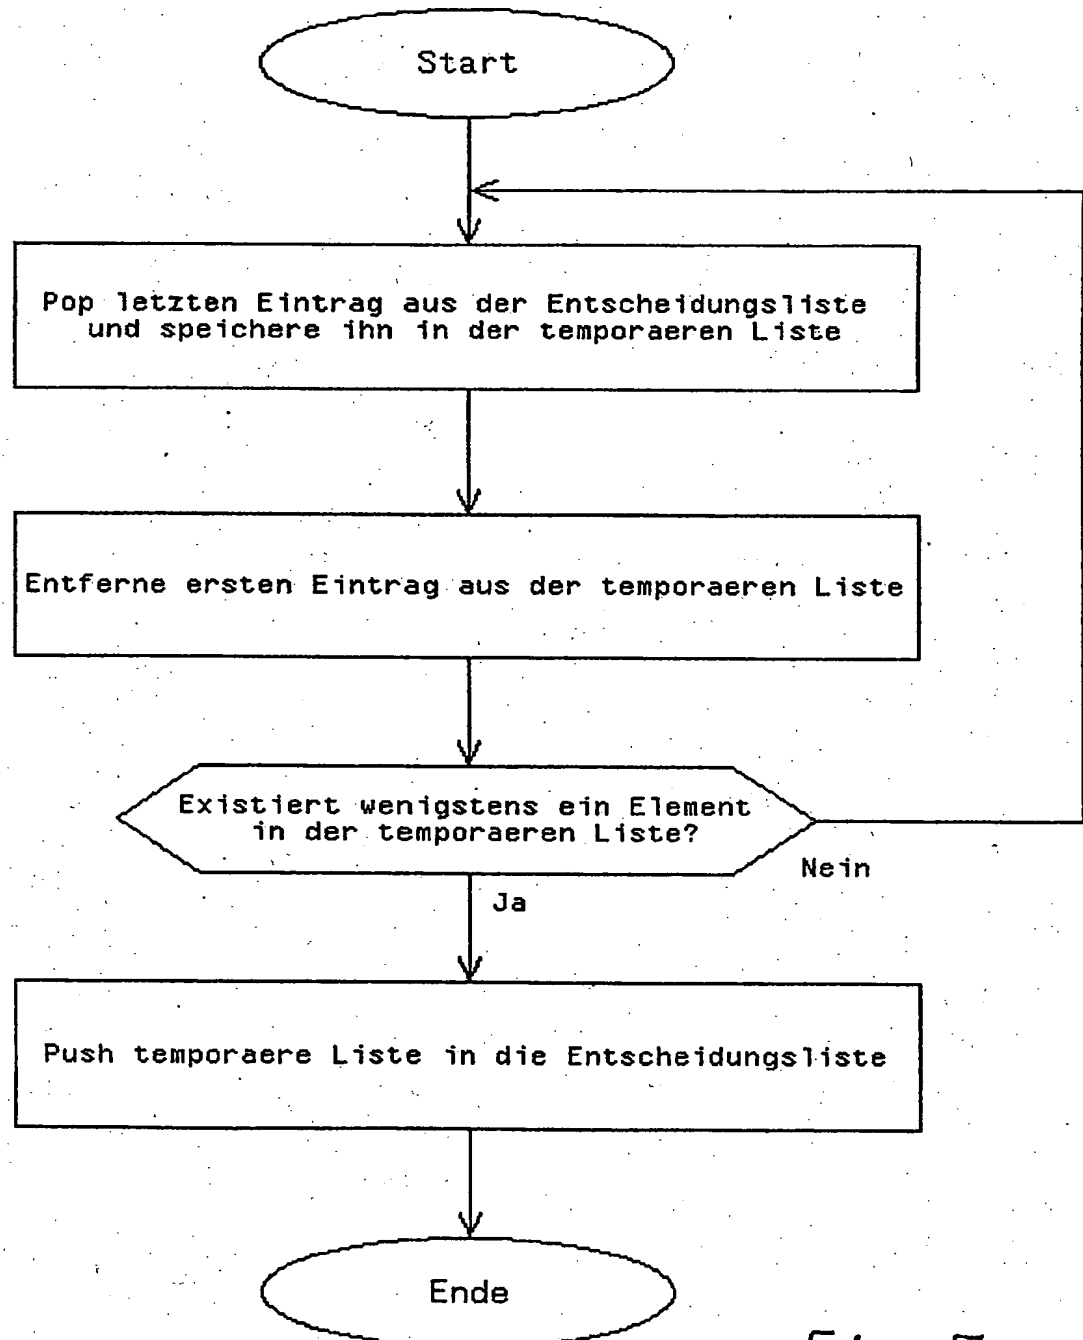 Start
Pop letzten Eintrag aus der Entscheidungsliste
und speichere ihn in der temporaeren Liste
Entferne ersten Eintrag aus der temporaeren Liste
Existiert wenigstens ein Element
in der temporaeren Liste?
Nein
Ja
Push temporaere Liste in die Entscheidungsliste
Ende